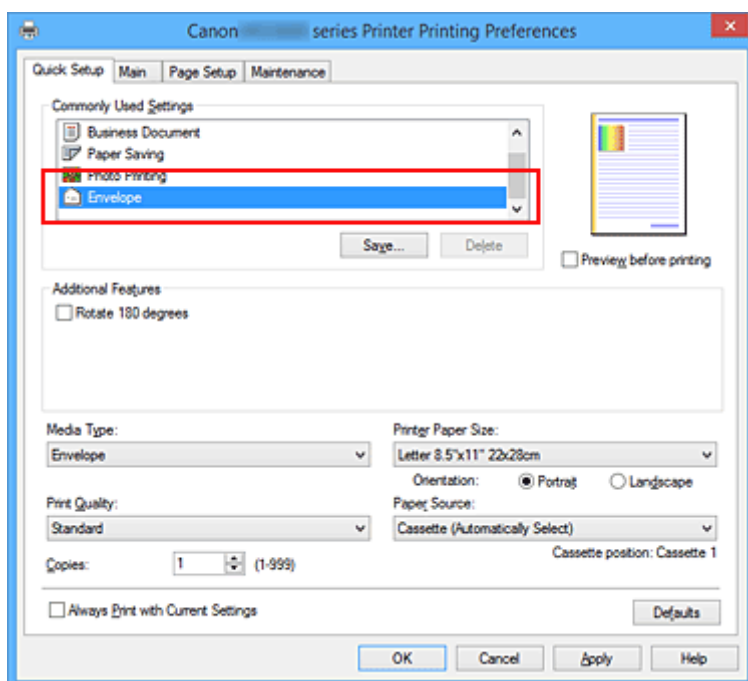 Canon series Printer Printing Preferences
Quick Setup Main Page Setup Maintenance
Commonly Used Settings
Business Document
Paper Saving
Photo Printing
Envelope
Save... Delete
Preview before printing
Additional Features
Rotate 180 degrees
Media Type: Printer Paper Size:
Envelope Letter 8.5"x11" 22x28cm
Orientation: Portrait Landscape
Print Quality: Paper Source:
Standard Cassette (Automatically Select)
Cassette position: Cassette 1
Copies: 1 (1-999)
Always Print with Current Settings Defaults
OK Cancel Apply Help